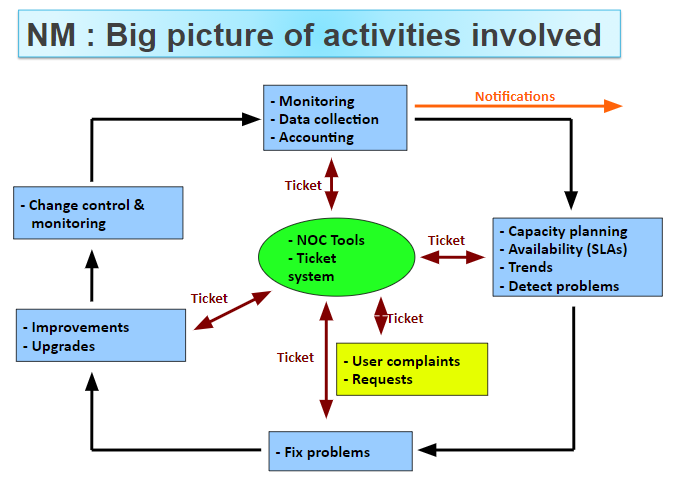 NM : Big picture of activities involved
- Monitoring
- Data collection
- Accounting
Notifications
Ticket
- Change control &
monitoring
- NOC Tools
- Ticket
system
Ticket
- Capacity planning
- Availability (SLAs)
- Trends
- Detect problems
Ticket
- Improvements
- Upgrades
Ticket
Ticket
- User complaints
- Requests
- Fix problems